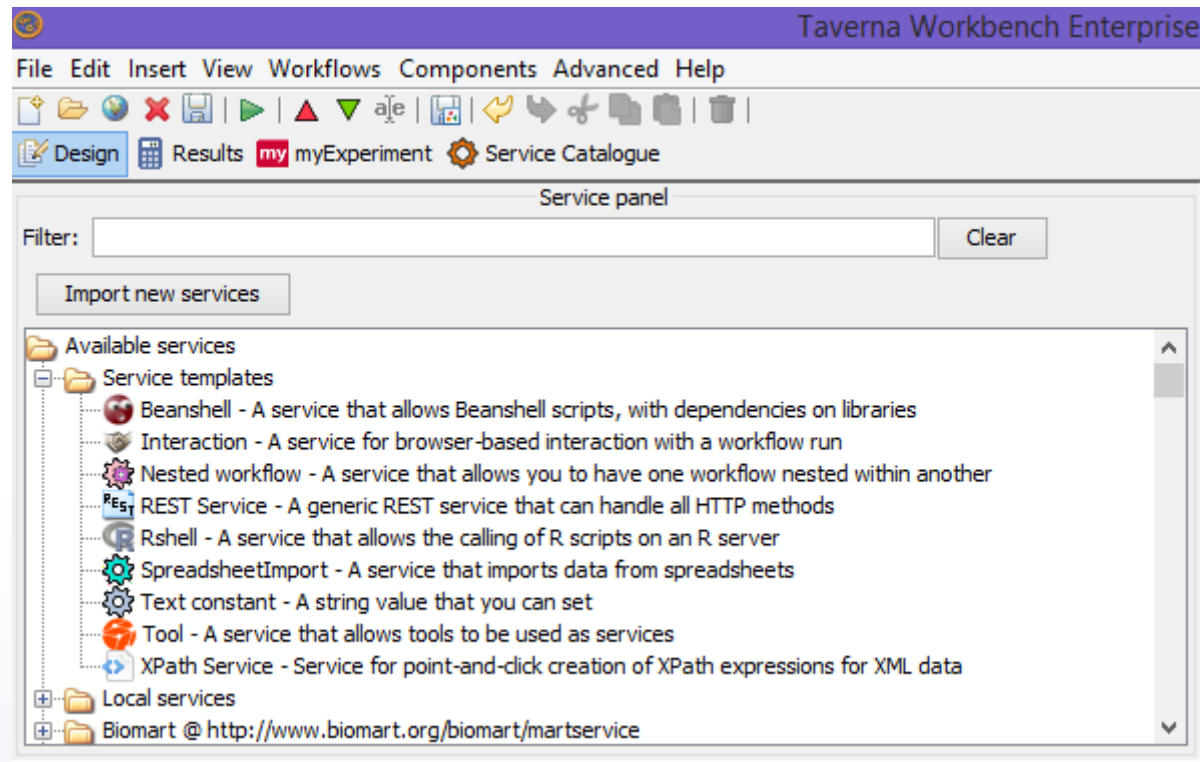 Taverna Workbench Enterprise
File Edit Insert View Workflows Components Advanced Help
a e
Design Results my myExperiment Service Catalogue
Service panel
Filter: Clear
Import new services
Available services
Service templates
Beanshell - A service that allows Beanshell scripts, with dependencies on libraries
Interaction - A service for browser-based interaction with a workflow run
Nested workflow - A service that allows you to have one workflow nested within another
REST REST Service - A generic REST service that can handle all HTTP methods
R Rshell - A service that allows the calling of R scripts on an R server
SpreadsheetImport - A service that imports data from spreadsheets
Text constant - A string value that you can set
Tool - A service that allows tools to be used as services
XPath Service - Service for point-and-click creation of XPath expressions for XML data
Local services
Biomart @ http://www.biomart.org/biomart/martservice